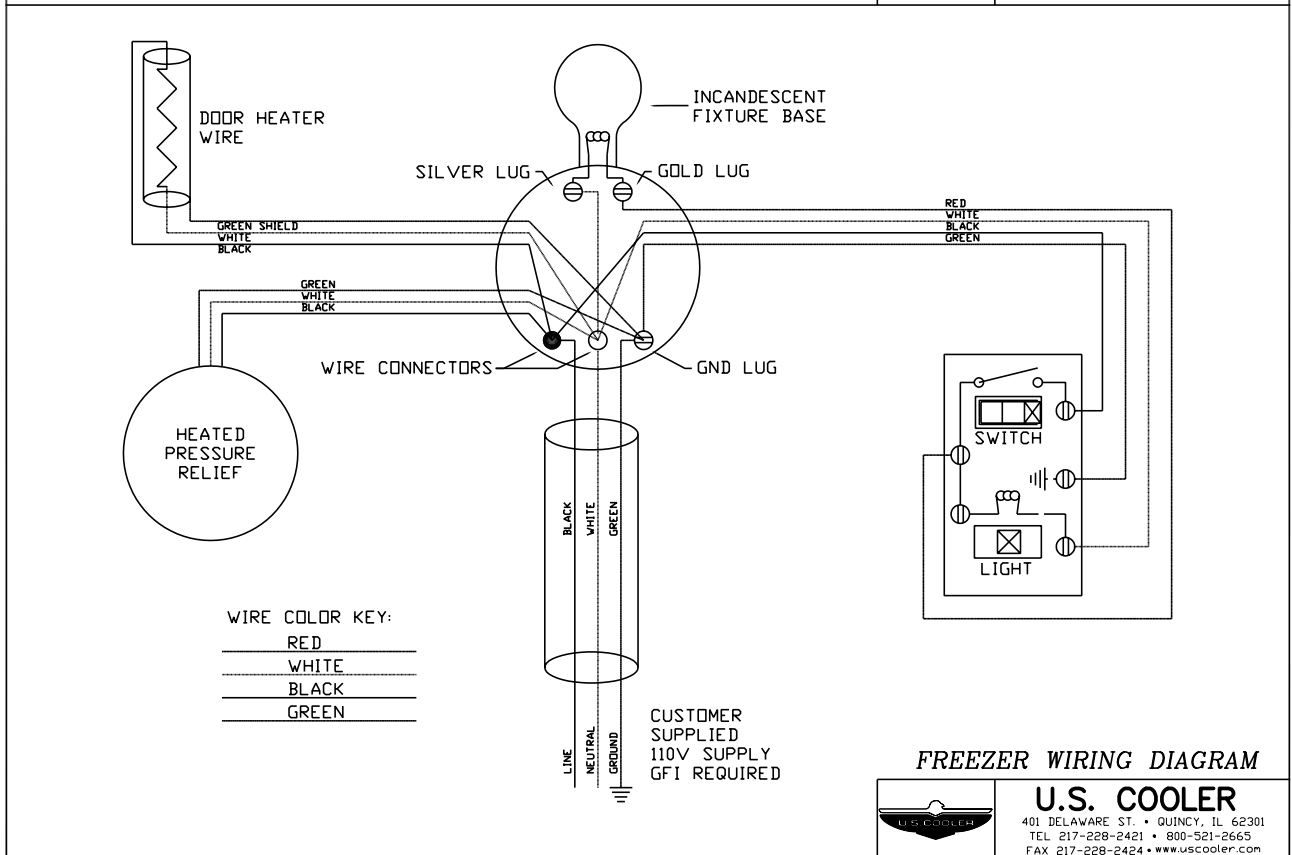 INCANDESCENT
FIXTURE BASE
DOOR HEATER
WIRE
SILVER LUG
GOLD LUG
RED
WHITE
BLACK
GREEN
GREEN SHIELD
WHITE
BLACK
GREEN
WHITE
BLACK
WIRE CONNECTORS
GND LUG
HEATED
PRESSURE
RELIEF
SWITCH
LIGHT
BLACK
WHITE
GREEN
WIRE COLOR KEY:
RED
WHITE
BLACK
GREEN
LINE
NEUTRAL
GROUND
CUSTOMER
SUPPLIED
110V SUPPLY
GFI REQUIRED
FREEZER WIRING DIAGRAM
U.S.COOLER
U.S. COOLER
401 DELAWARE ST. • QUINCY, IL 62301
TEL 217-228-2421 • 800-521-2665
FAX 217-228-2424 • www.uscooler.com